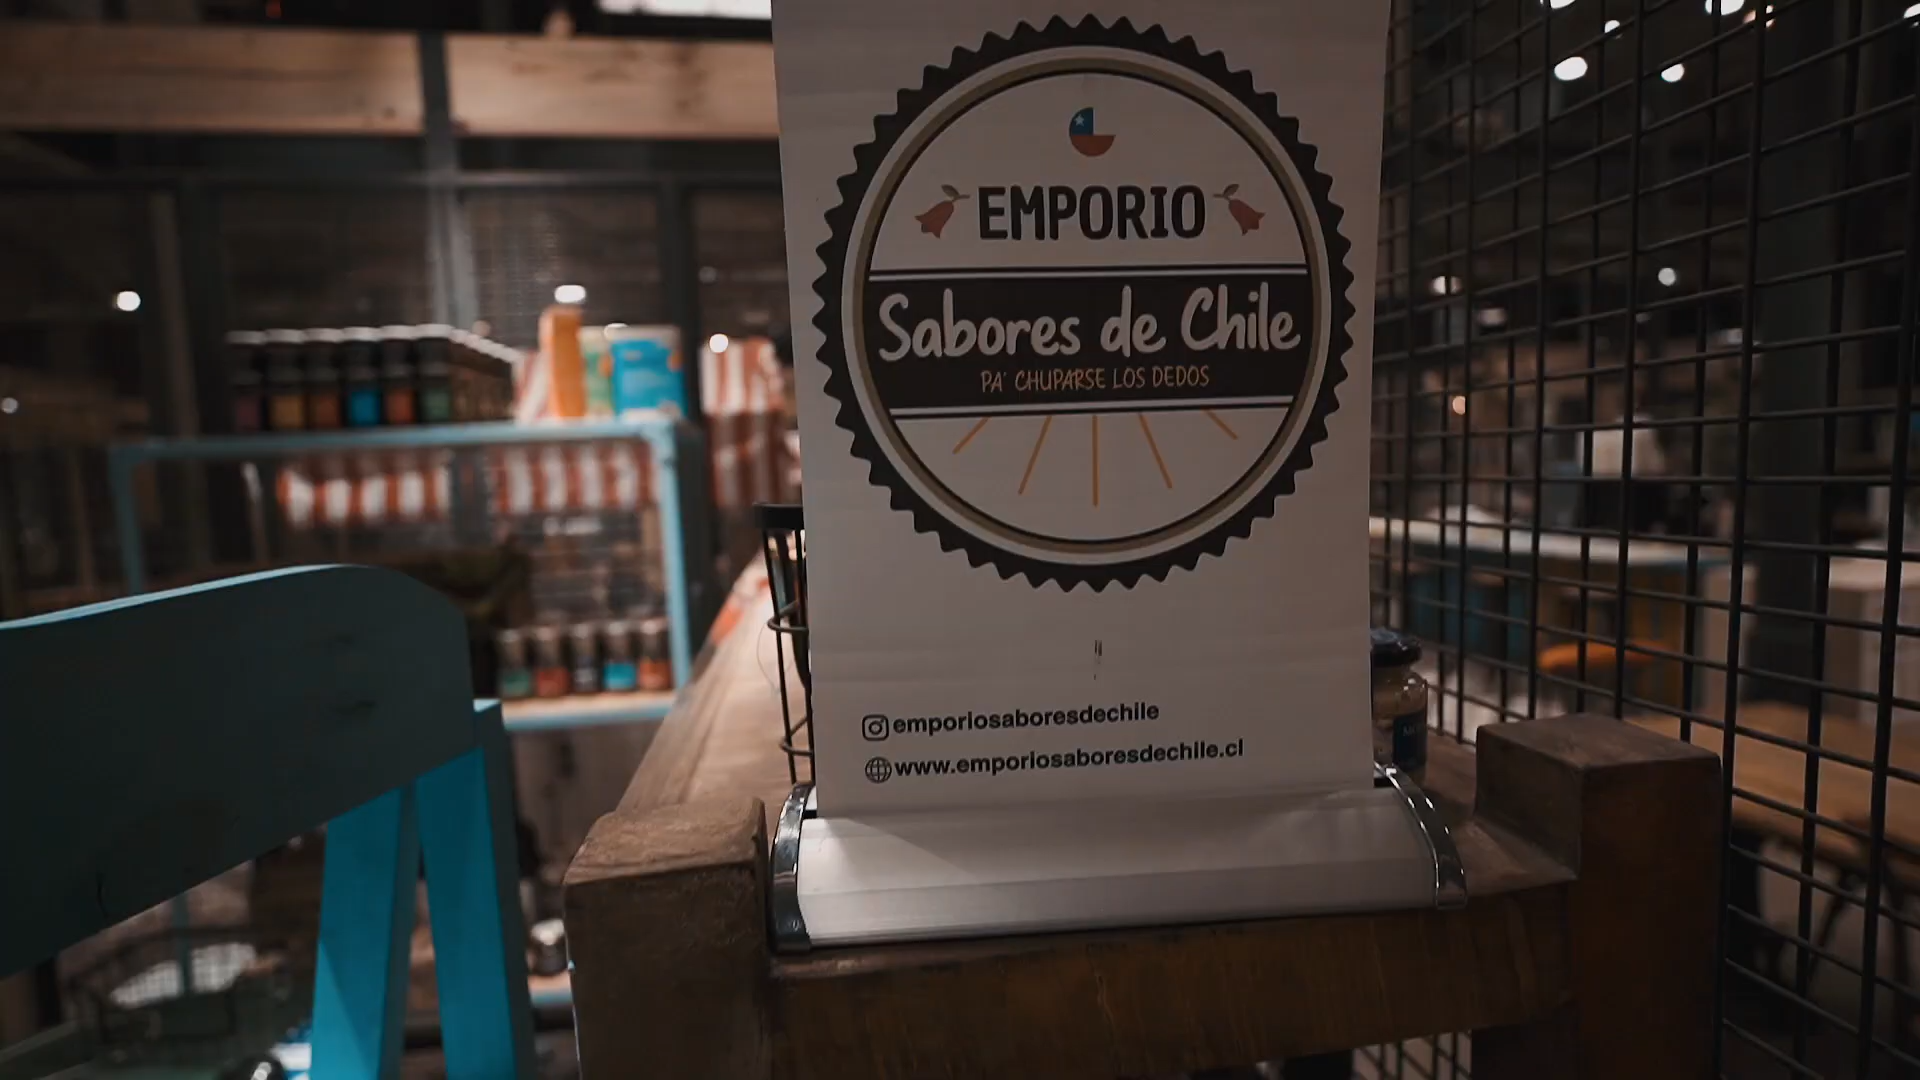 EMPORIO
Sabores de Chile
PA' CHUPARSE LOS DEDOS
emporiosaboresdechile
www.emporiosaboresdechile.cl